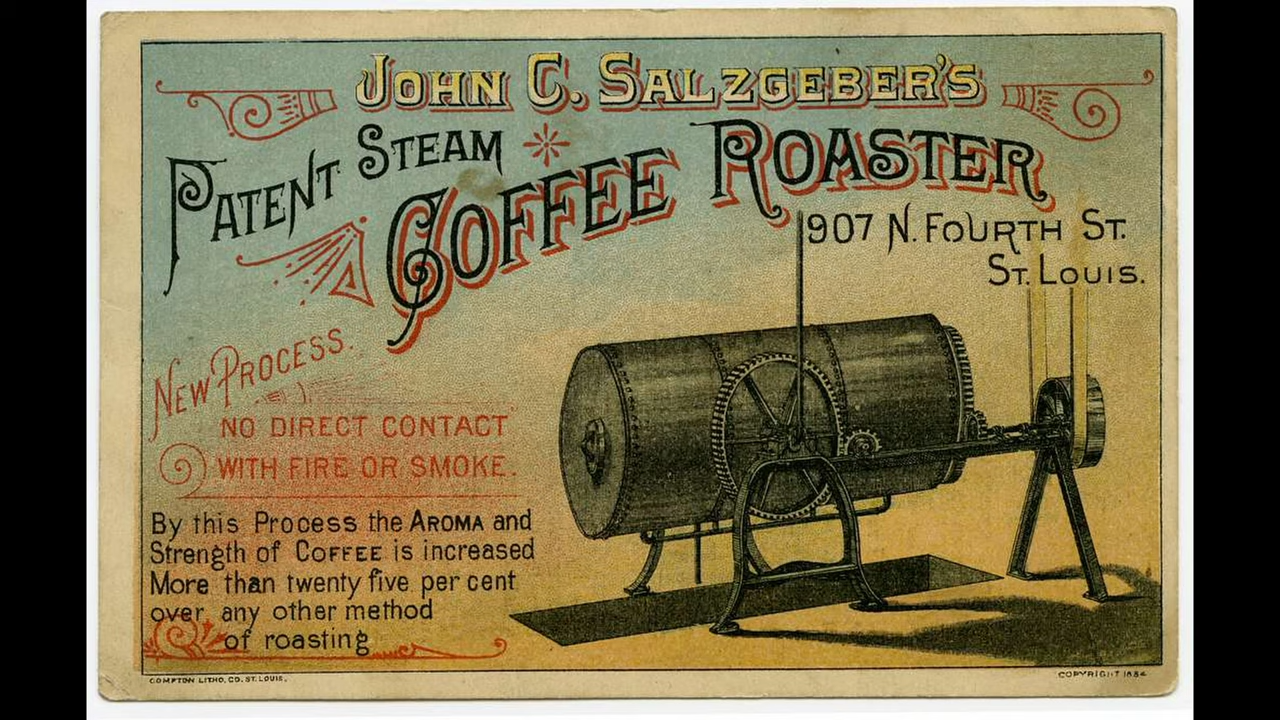 JOHN C. SALZGEBER'S
PATENT STEAM
COFFEE ROASTER
907 N. FOURTH ST.
ST. LOUIS.
NEW PROCESS.
NO DIRECT CONTACT
WITH FIRE OR SMOKE.
By this Process the AROMA and
Strength of COFFEE is increased
More than twenty five per cent
over any other method
of roasting
COMPTON LITHO. CO. ST. LOUIS.
COPYRIGHT 1884